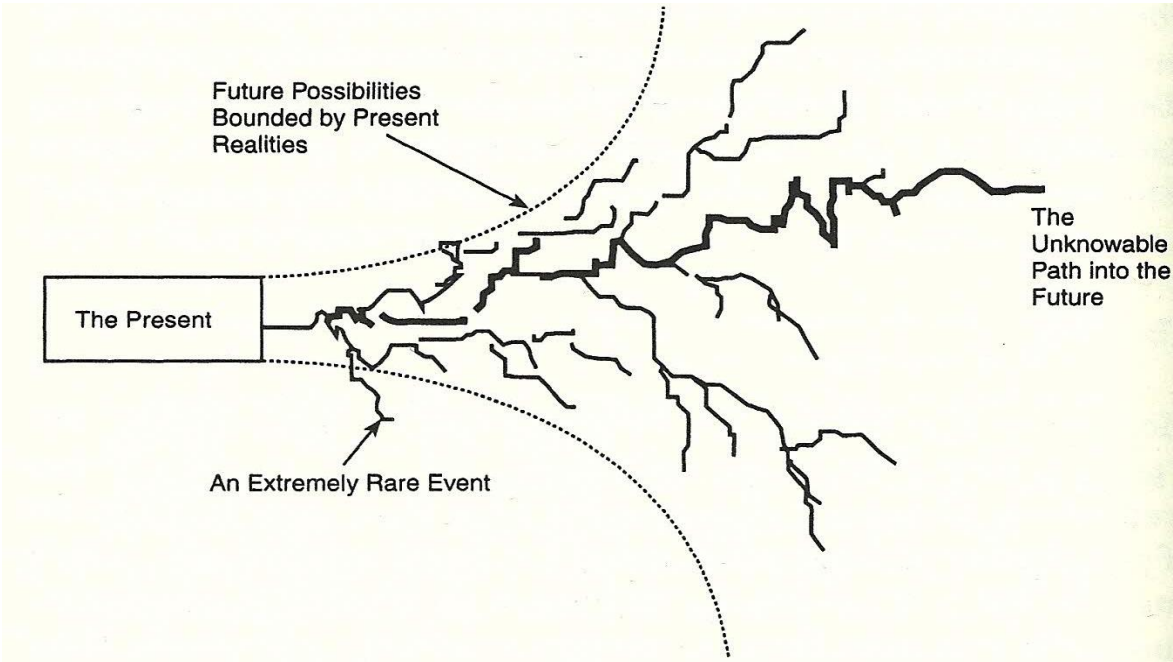 Future Possibilities
Bounded by Present
Realities
The Present
The
Unknowable
Path into the
Future
An Extremely Rare Event